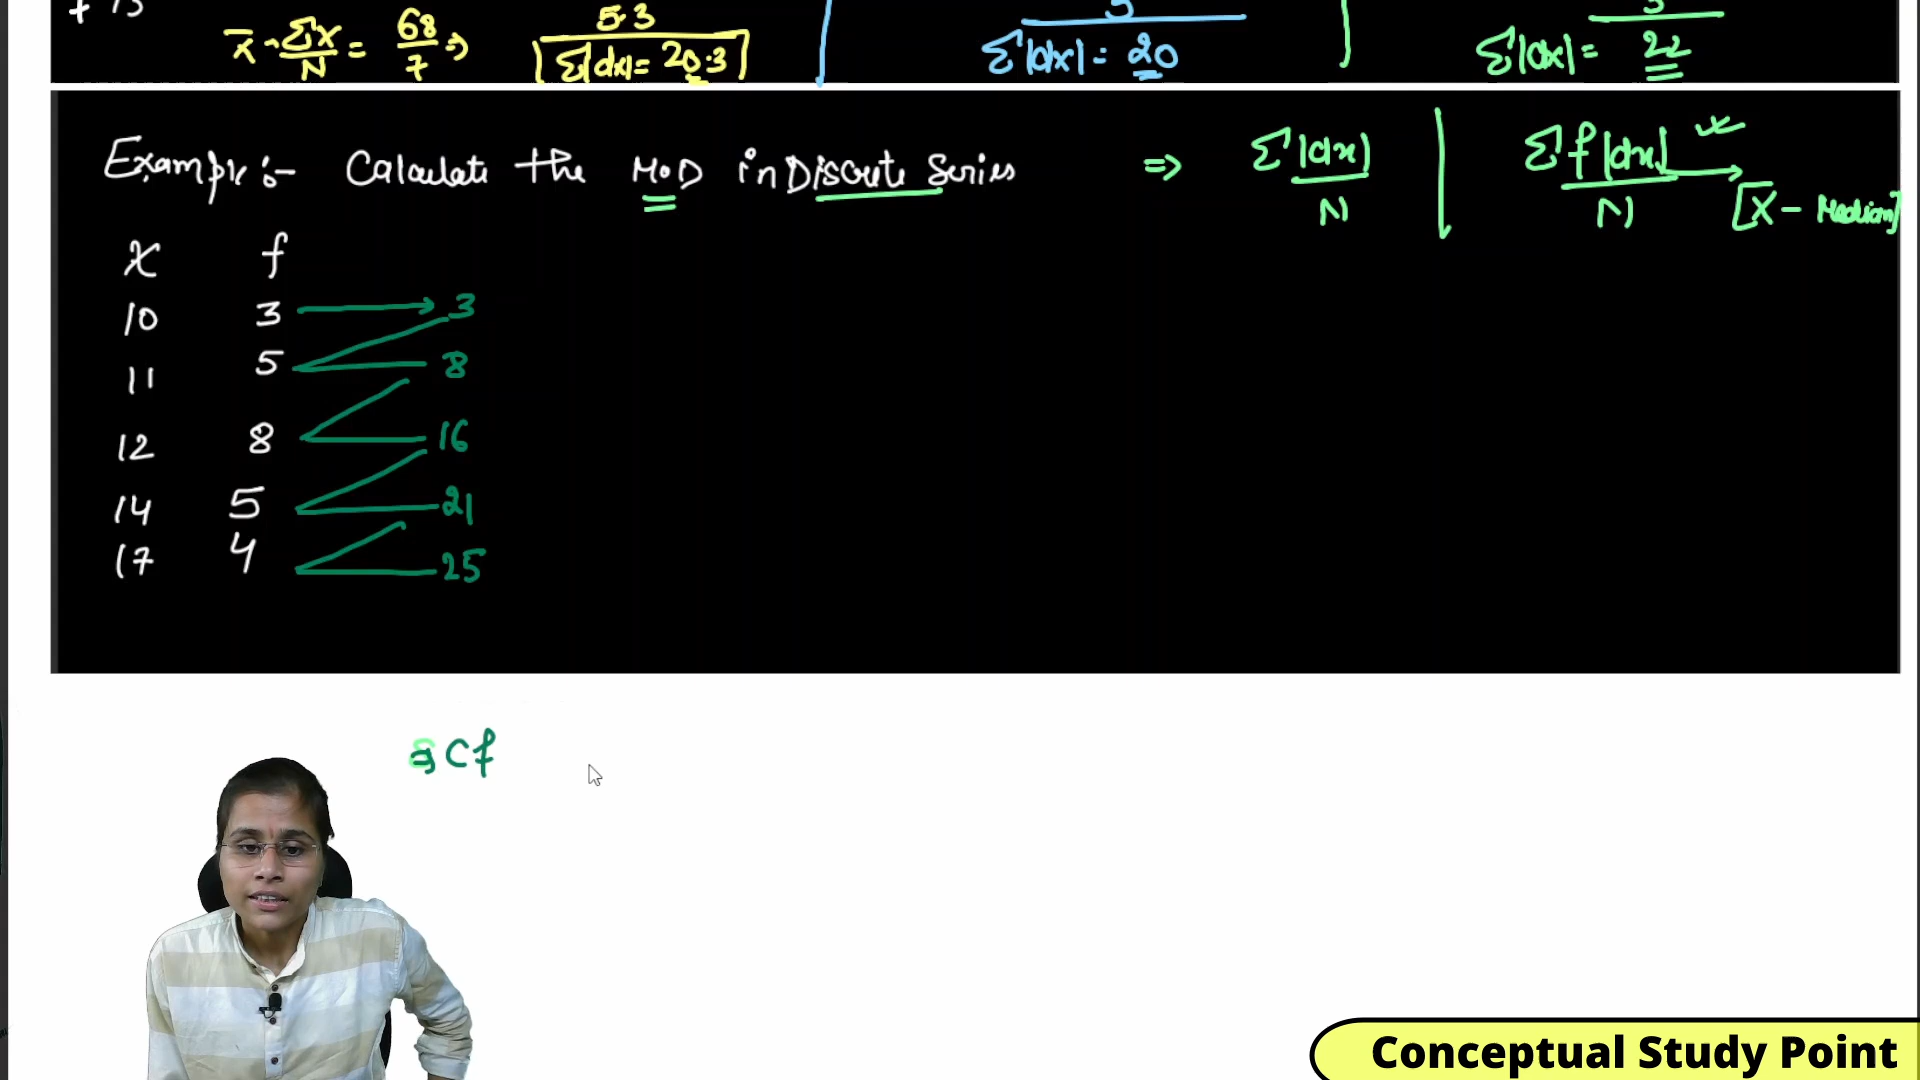 x̄ = ΣX/N = 68/7 ⇒
5.3
Σ|dx| = 20.3
Σ|dx| = 20
Σ|dx| = 22
Example:- Calculate the MoD in Discrete Series ⇒ Σ|dx|/N | Σf|dx|/N → [X - Median]
X f
10 3 → 3
11 5 8
12 8 16
14 5 21
17 4 25
⇒ Cf
Conceptual Study Point